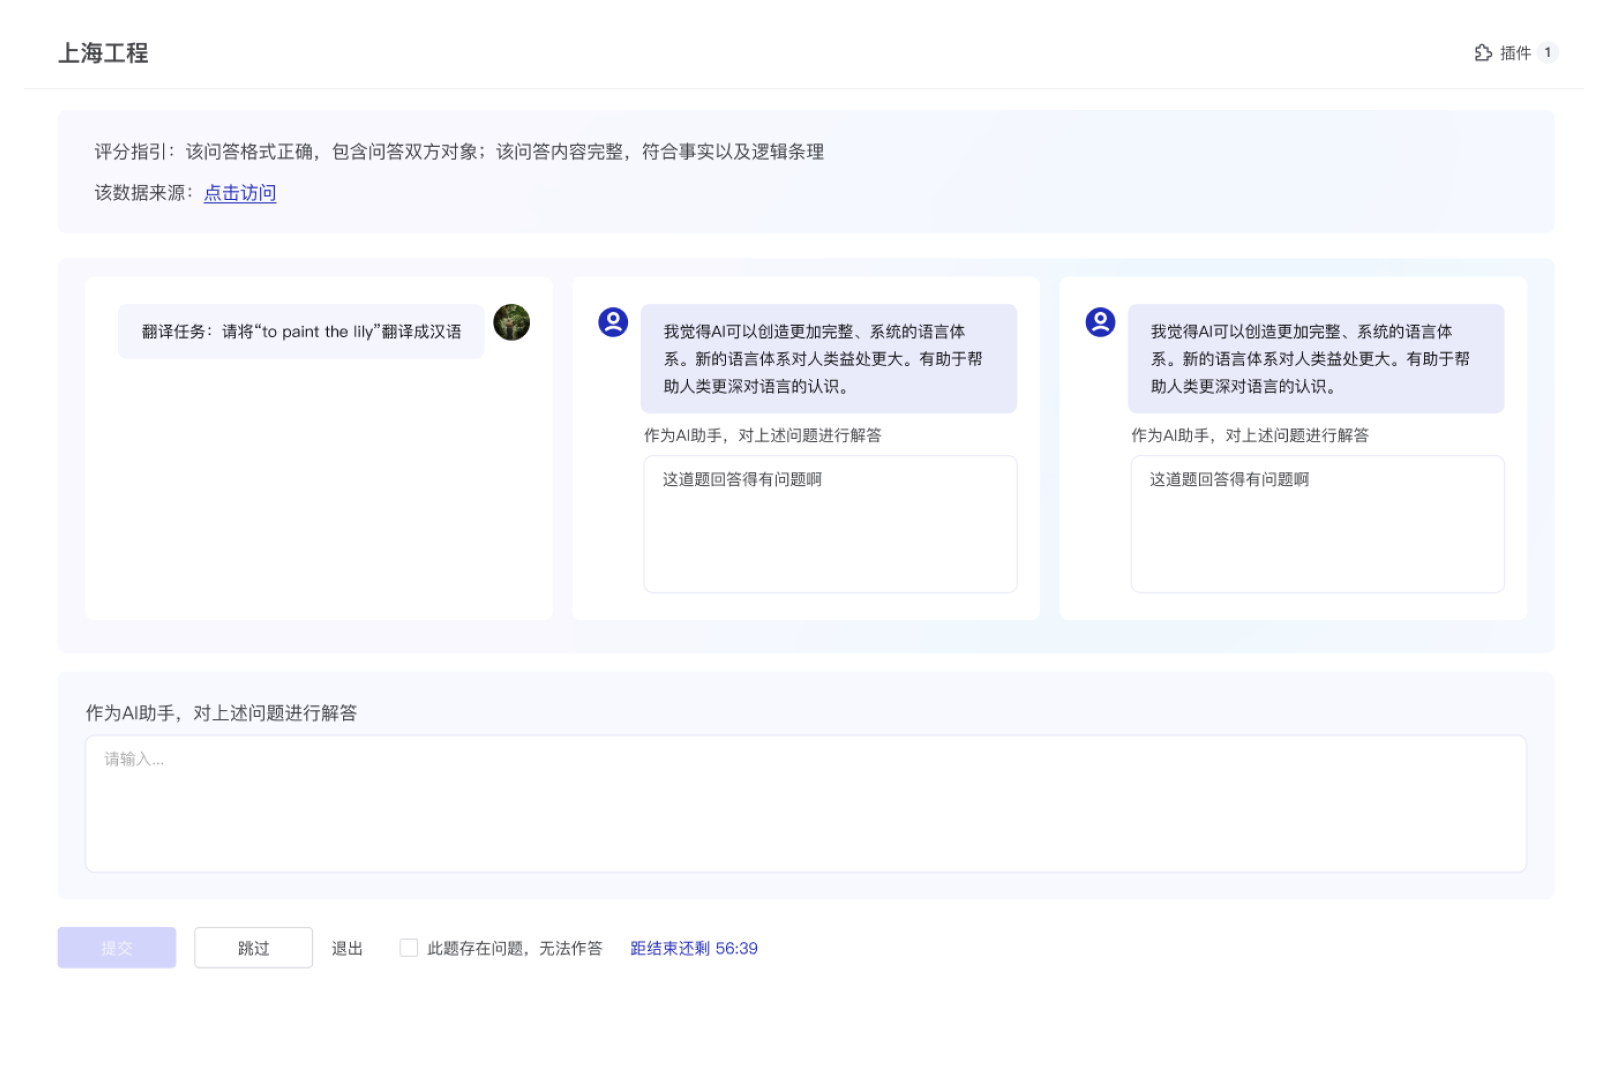 上海工程
插件 1
评分指引：该问答格式正确，包含问答双方对象；该问答内容完整，符合事实以及逻辑条理
该数据来源：点击访问
翻译任务：请将“to paint the lily”翻译成汉语
我觉得AI可以创造更加完整、系统的语言体
系。新的语言体系对人类益处更大。有助于帮
助人类更深对语言的认识。
作为AI助手，对上述问题进行解答
这道题回答得有问题啊
我觉得AI可以创造更加完整、系统的语言体
系。新的语言体系对人类益处更大。有助于帮
助人类更深对语言的认识。
作为AI助手，对上述问题进行解答
这道题回答得有问题啊
作为AI助手，对上述问题进行解答
请输入...
提交
跳过
退出
此题存在问题，无法作答
距结束还剩 56:39